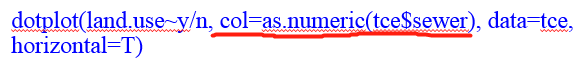 dotplot(land.use~y/n, col=as.numeric(tce$sewer), data=tce,
horizontal=T)